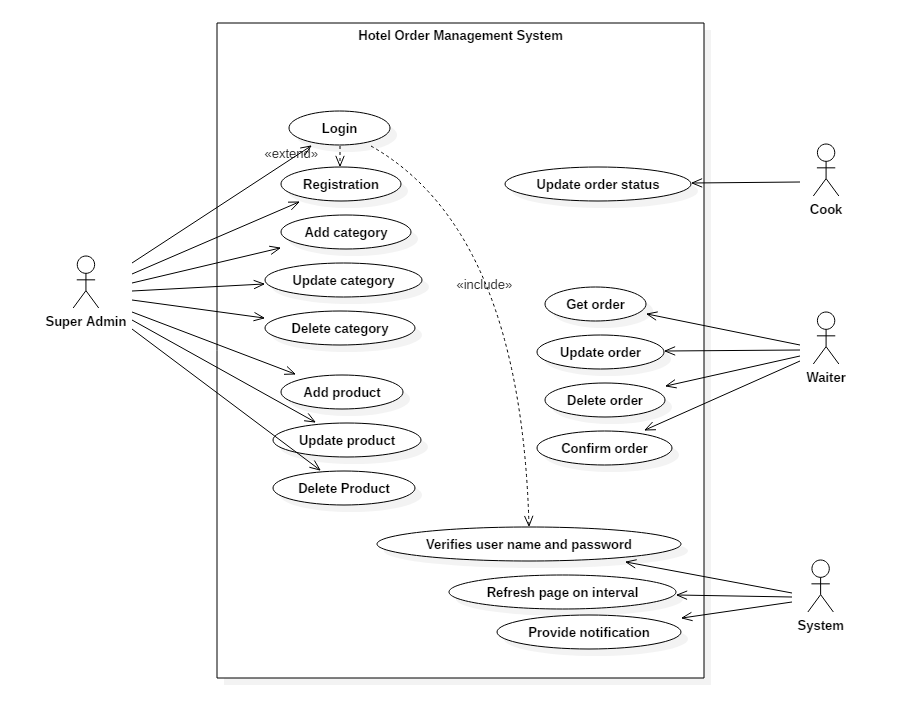 Hotel Order Management System
Login
«extend»
Registration
Add category
Update category
Delete category
Add product
Update product
Delete Product
Super Admin
«include»
Update order status
Cook
Get order
Update order
Delete order
Confirm order
Waiter
Verifies user name and password
Refresh page on interval
Provide notification
System